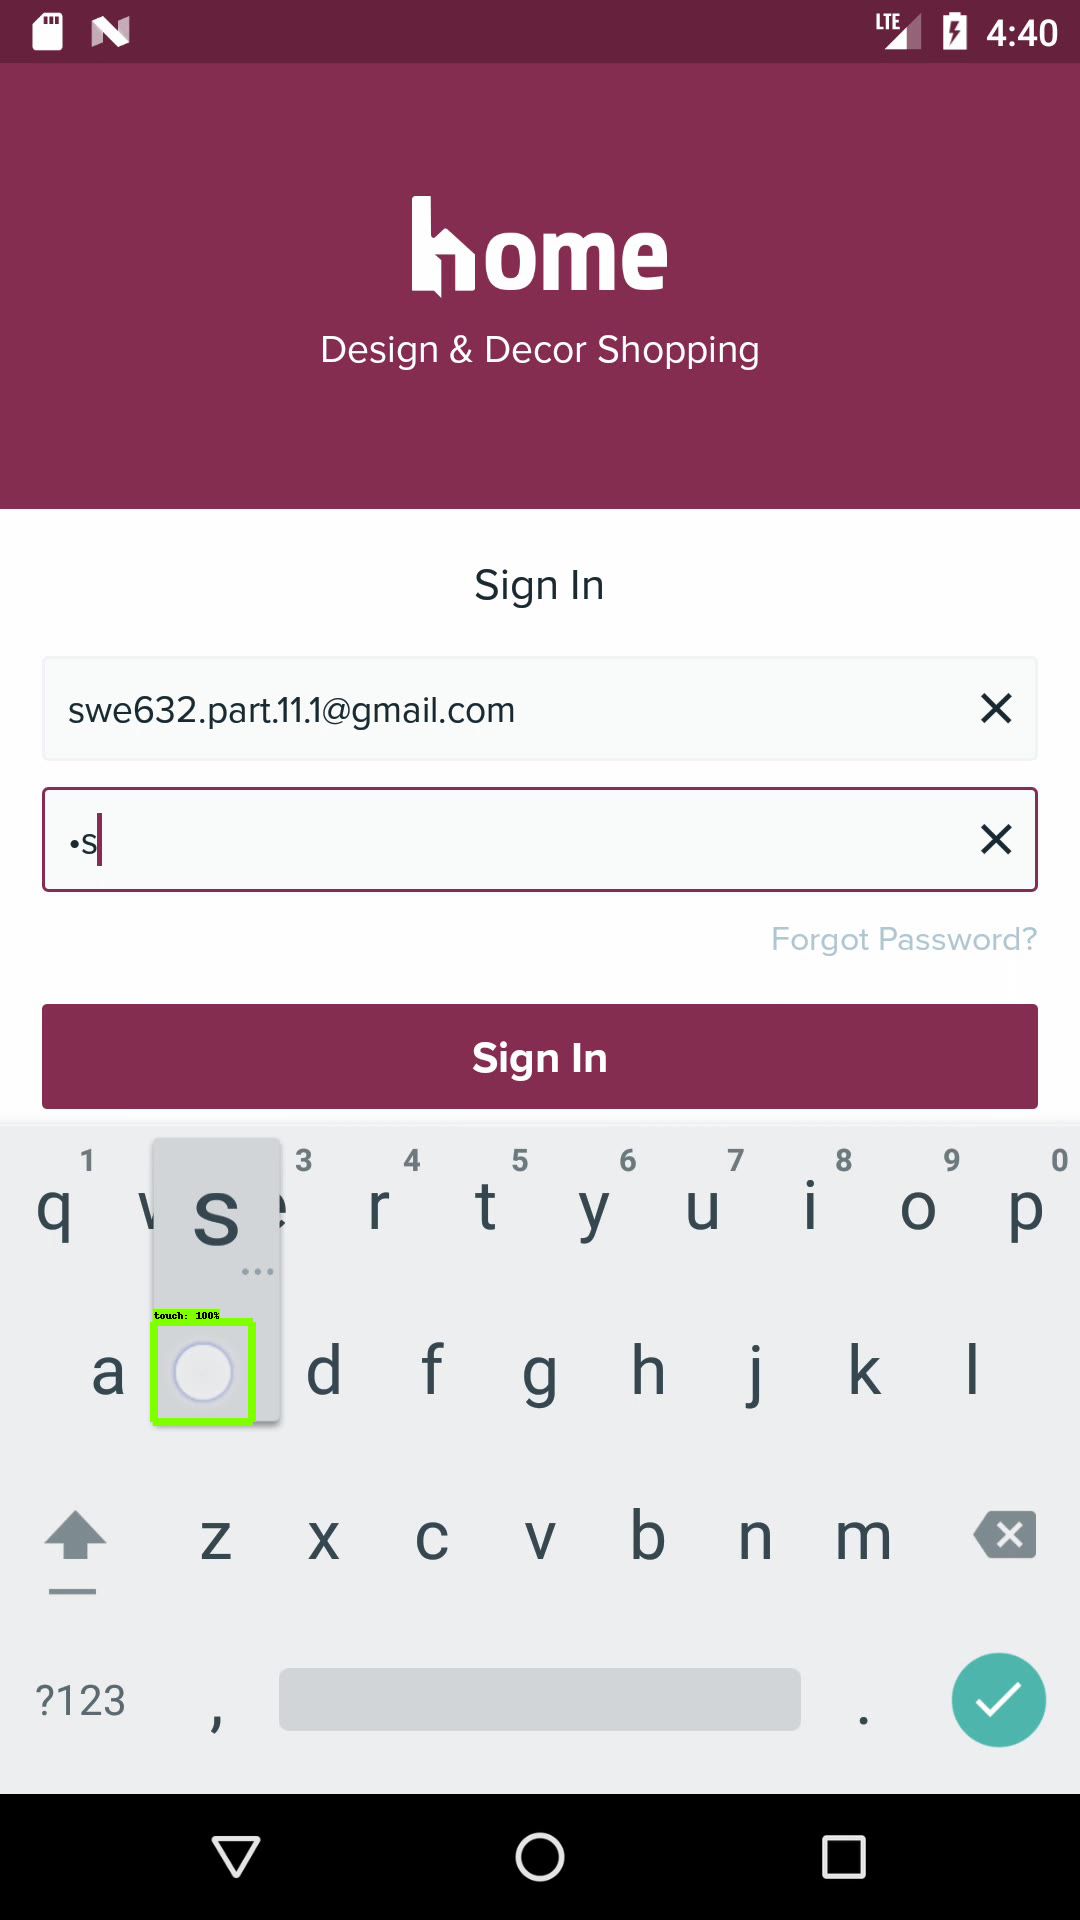 LTE 4:40
home
Design & Decor Shopping
Sign In
swe632.part.11.1@gmail.com
•s
Forgot Password?
Sign In
1 3 4 5 6 7 8 9 0
q w s e r t y u i o p
touch: 100%
a d f g h j k l
z x c v b n m
?123 , .